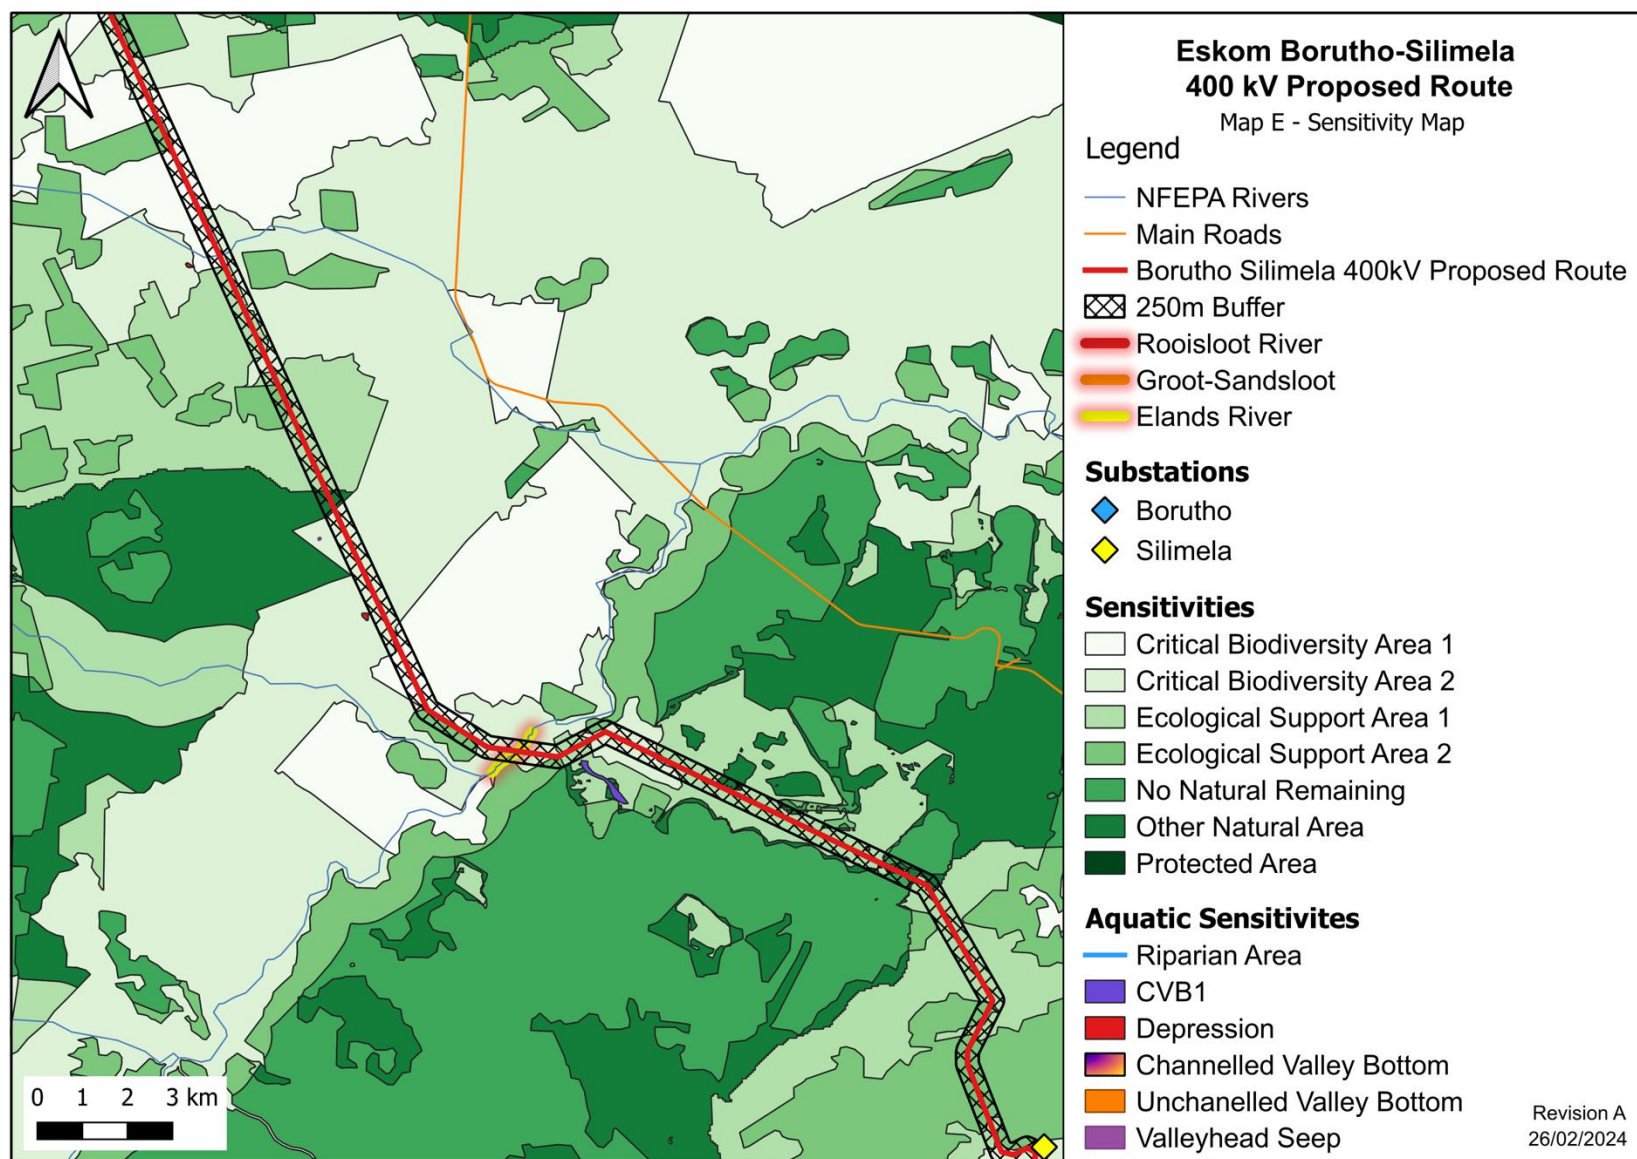 Eskom Borutho-Silimela
400 kV Proposed Route
Map E - Sensitivity Map
Legend
NFEPA Rivers
Main Roads
Borutho Silimela 400kV Proposed Route
250m Buffer
Rooisloot River
Groot-Sandsloot
Elands River
Substations
Borutho
Silimela
Sensitivities
Critical Biodiversity Area 1
Critical Biodiversity Area 2
Ecological Support Area 1
Ecological Support Area 2
No Natural Remaining
Other Natural Area
Protected Area
Aquatic Sensitivites
Riparian Area
CVB1
Depression
Channelled Valley Bottom
Unchanelled Valley Bottom
Valleyhead Seep
Revision A
26/02/2024
0 1 2 3 km